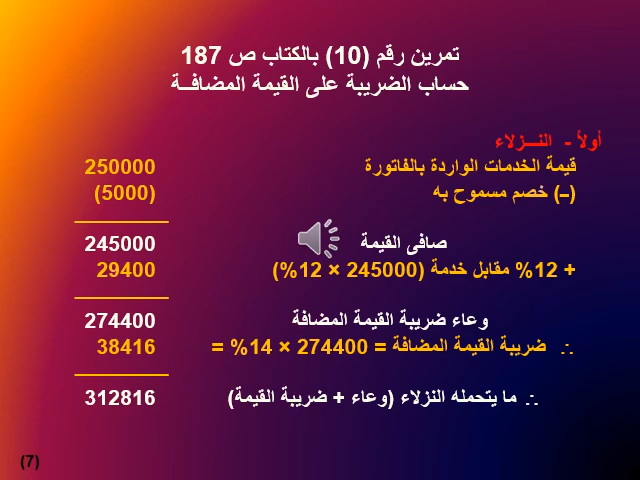 تمرين رقم (10) بالكتاب ص 187
حساب الضريبة على القيمة المضافــة
أولاً - النـــزلاء
قيمة الخدمات الواردة بالفاتورة 250000
(–) خصم مسموح به (5000)
صافى القيمة 245000
+ 12% مقابل خدمة (245000 × 12%) 29400
وعاء ضريبة القيمة المضافة 274400
∴ ضريبة القيمة المضافة = 274400 × 14% = 38416
∴ ما يتحمله النزلاء (وعاء + ضريبة القيمة) 312816
(7)